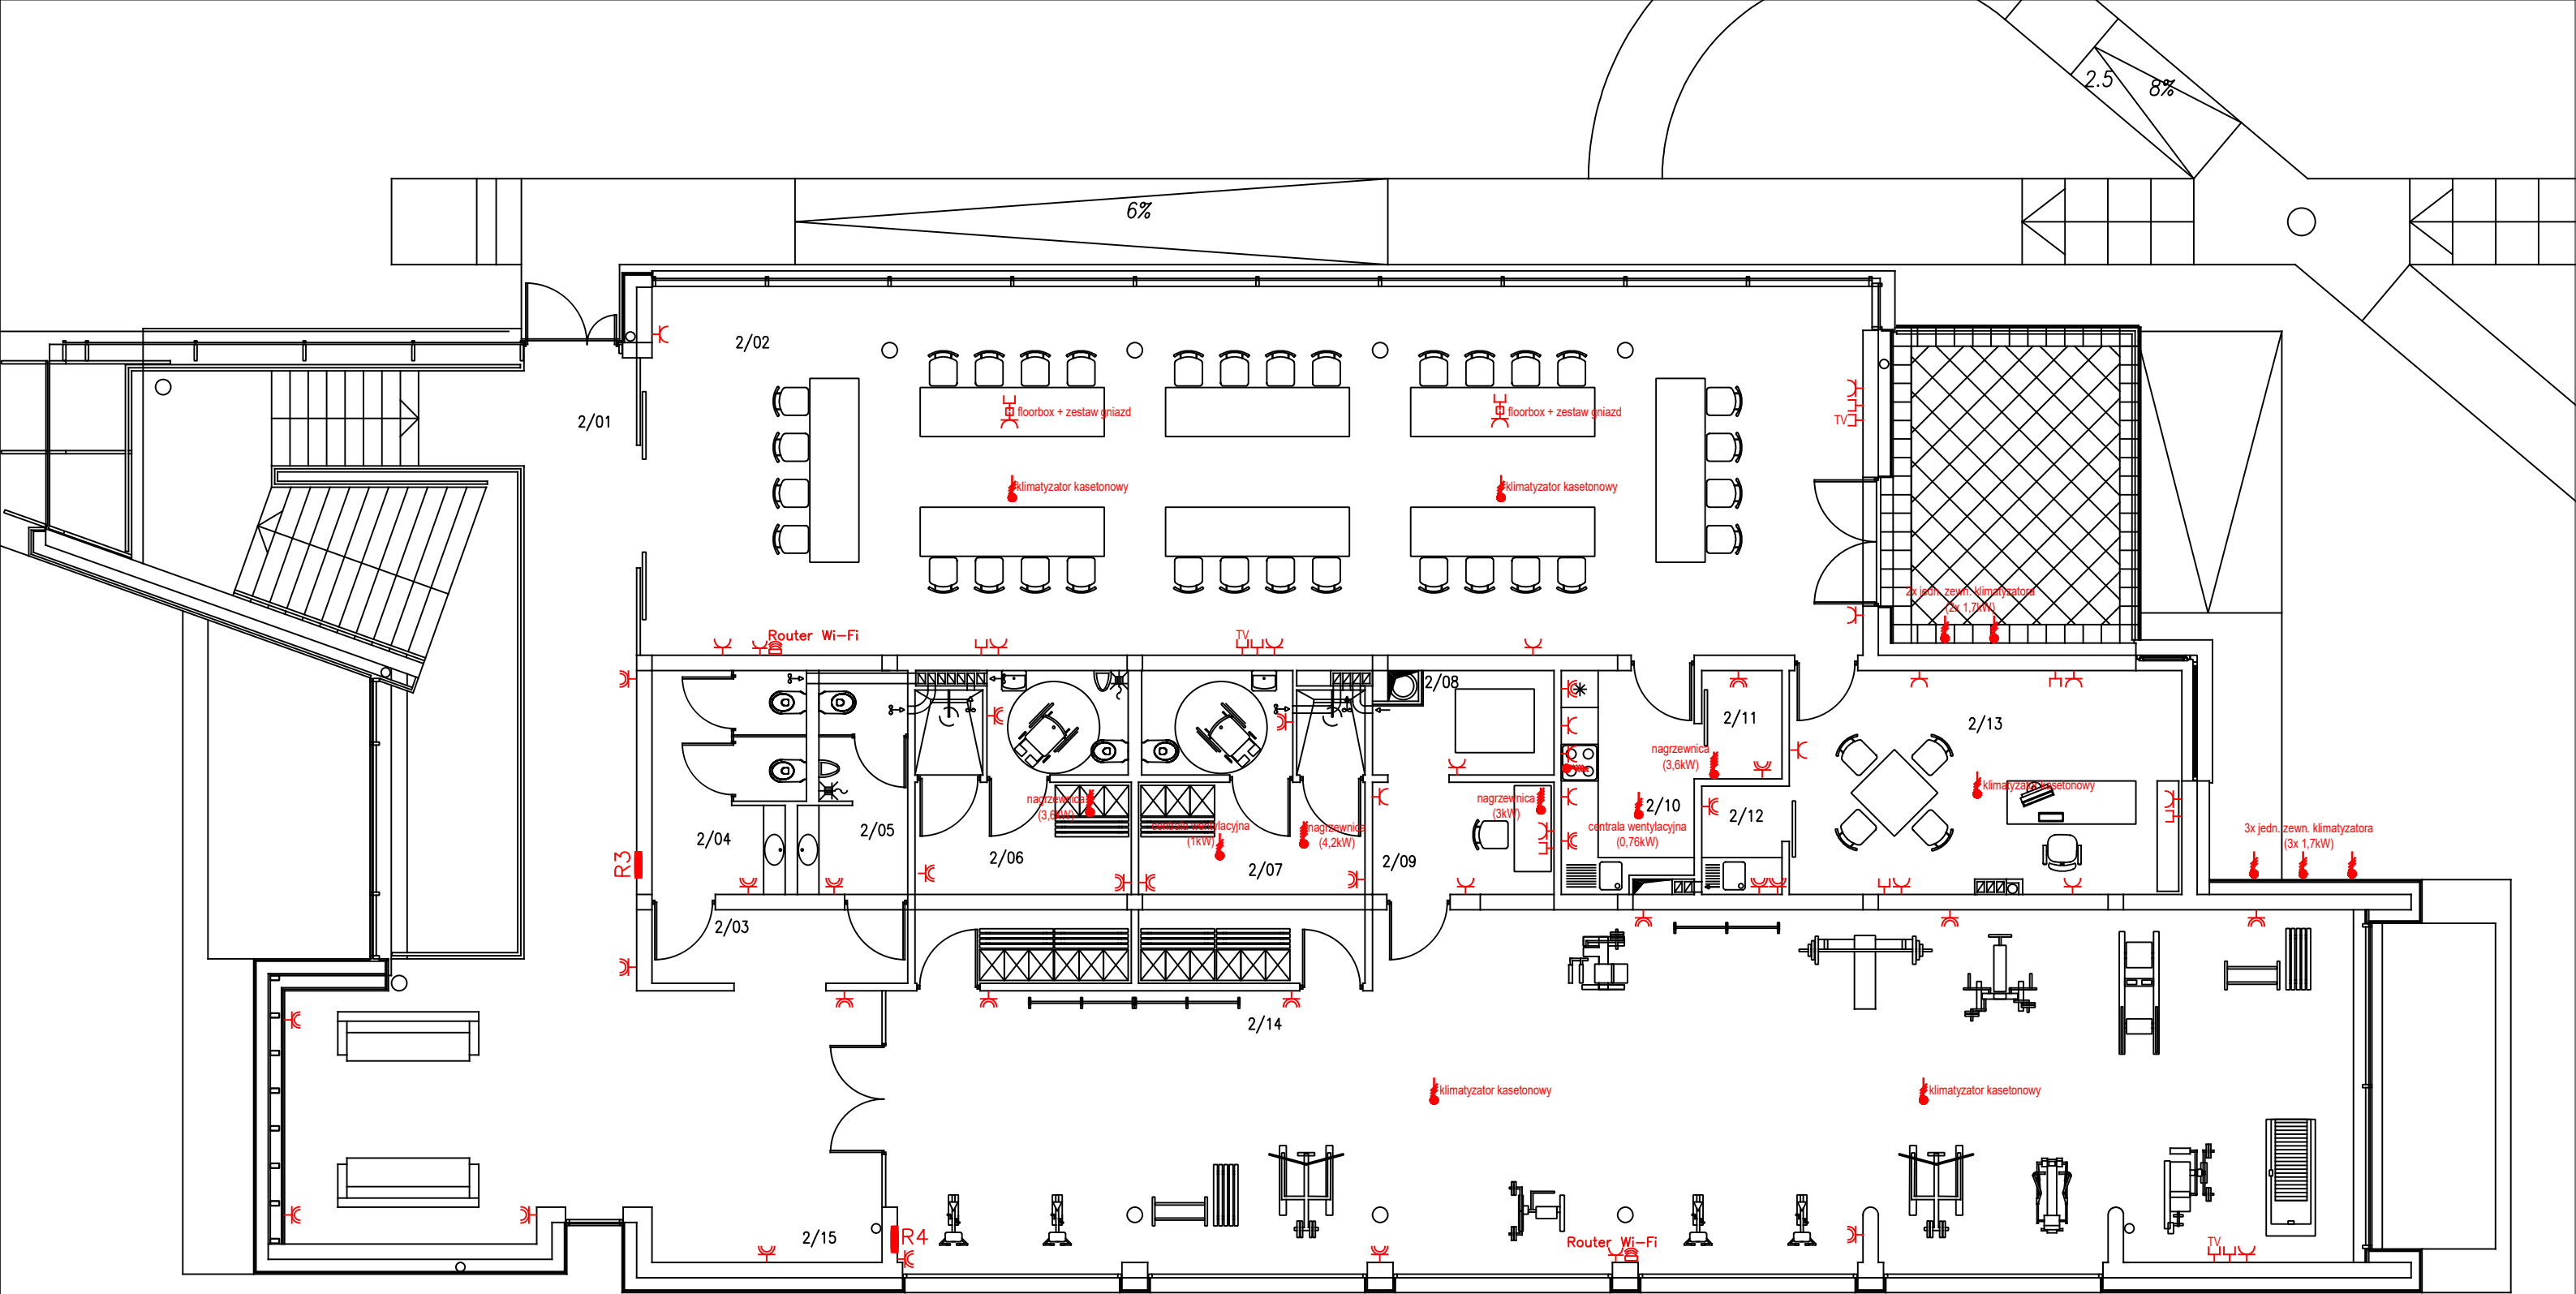 2.5
8%
6%
2/02
2/01
floorbox + zestaw gniazd
floorbox + zestaw gniazd
TV
klimatyzator kasetonowy
klimatyzator kasetonowy
2x jedn. zewn. klimatyzatora
(2x 1,7kW)
Router Wi-Fi
TV
2/08
2/11
2/13
nagrzewnica
(3,6kW)
klimatyzator kasetonowy
nagrzewnica
(3,6kW)
nagrzewnica
(3kW)
2/10
2/12
centrala wentylacyjna
(1kW)
nagrzewnica
(4,2kW)
centrala wentylacyjna
(0,76kW)
3x jedn. zewn. klimatyzatora
(3x 1,7kW)
2/04
2/05
2/06
2/07
2/09
R3
2/03
2/14
klimatyzator kasetonowy
klimatyzator kasetonowy
2/15
R4
Router Wi-Fi
TV